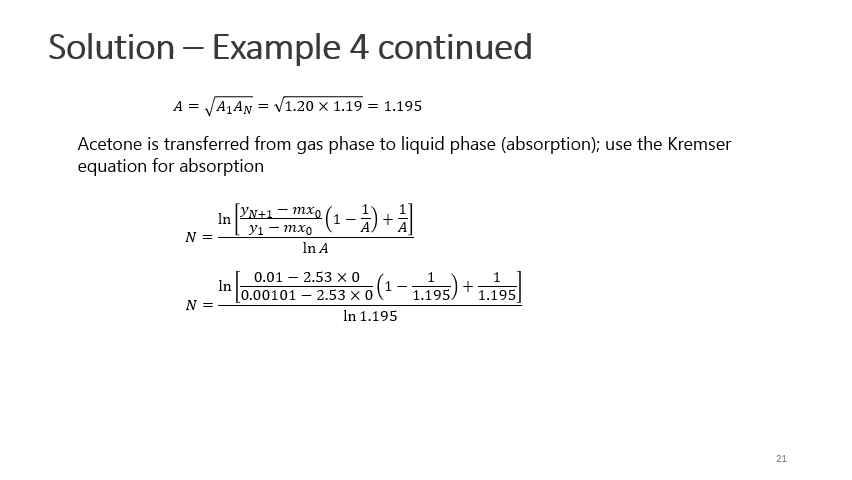 Solution – Example 4 continued
A = √(A₁A_N) = √(1.20 × 1.19) = 1.195
Acetone is transferred from gas phase to liquid phase (absorption); use the Kremser
equation for absorption
N = ln[(y_{N+1} − mx₀)/(y₁ − mx₀) (1 − 1/A) + 1/A] / ln A
N = ln[(0.01 − 2.53 × 0)/(0.00101 − 2.53 × 0) (1 − 1/1.195) + 1/1.195] / ln 1.195
21